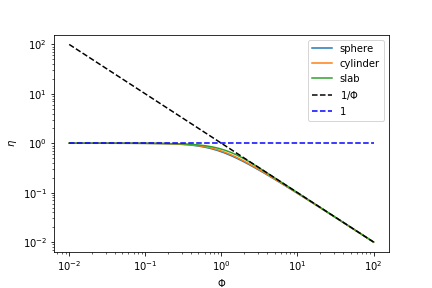 10²
10¹
10⁰
10⁻¹
10⁻²
η
10⁻² 10⁻¹ 10⁰ 10¹ 10²
Φ
sphere
cylinder
slab
1/Φ
1